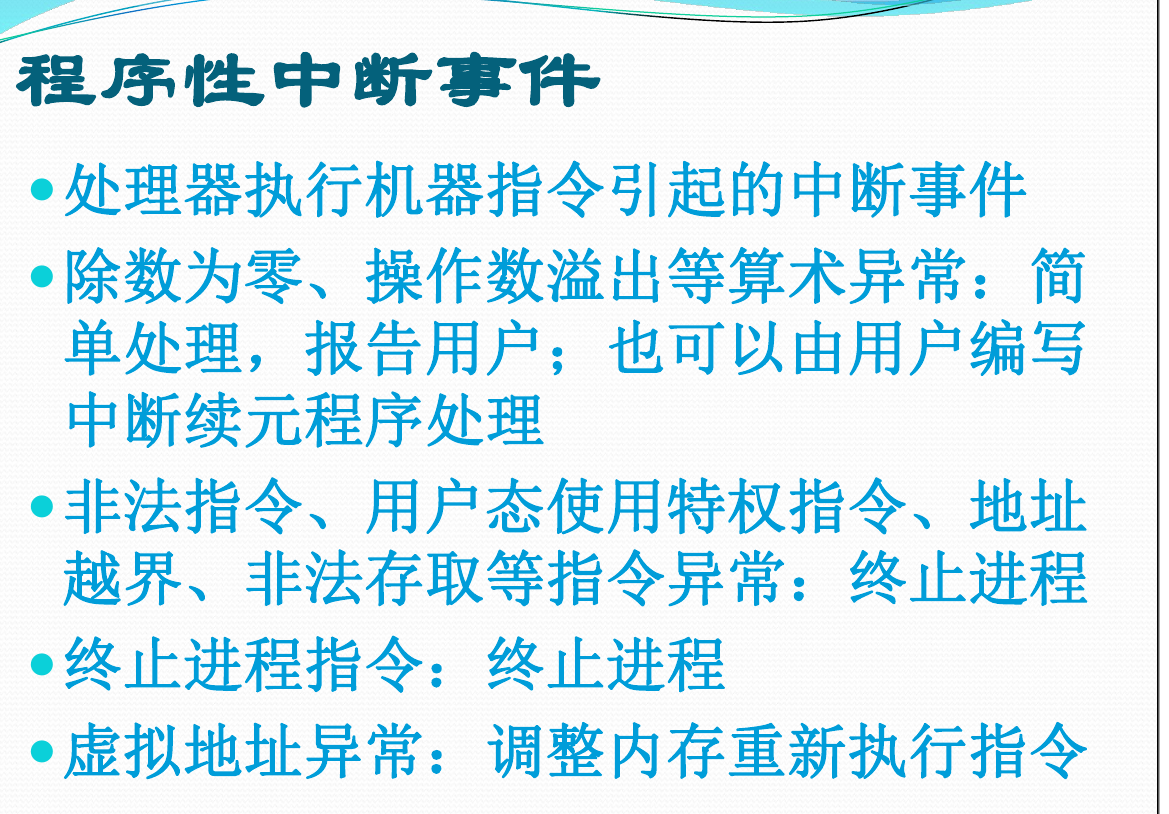 程序性中断事件
•处理器执行机器指令引起的中断事件
•除数为零、操作数溢出等算术异常：简
单处理，报告用户；也可以由用户编写
中断续元程序处理
•非法指令、用户态使用特权指令、地址
越界、非法存取等指令异常：终止进程
•终止进程指令：终止进程
•虚拟地址异常：调整内存重新执行指令